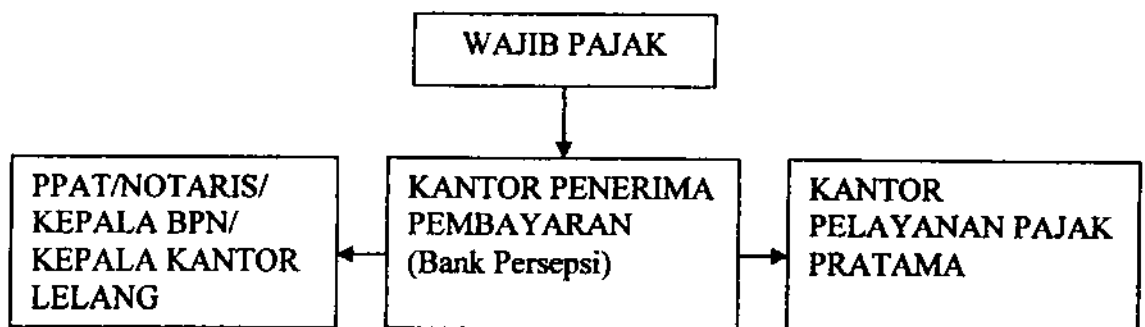 WAJIB PAJAK
PPAT/NOTARIS/
KEPALA BPN/
KEPALA KANTOR
LELANG
KANTOR PENERIMA
PEMBAYARAN
(Bank Persepsi)
KANTOR
PELAYANAN PAJAK
PRATAMA